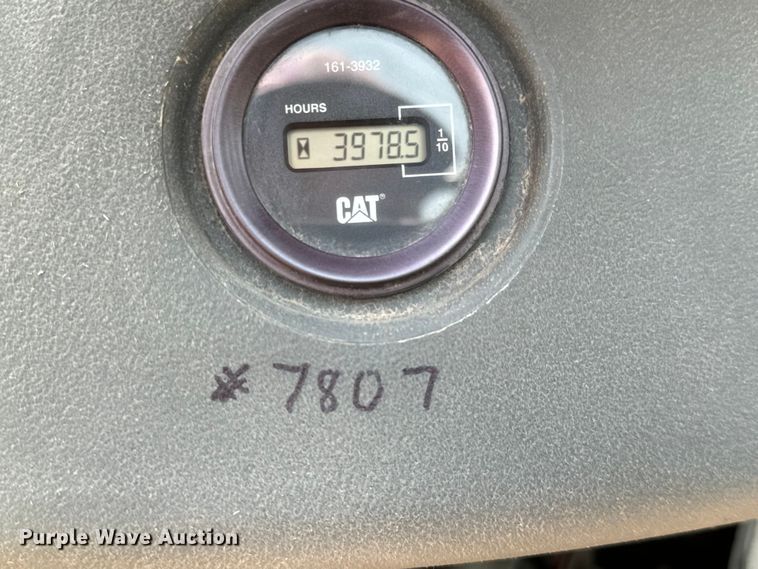 161-3932
HOURS
3978.5
1/10
CAT®
*7807
Purple Wave Auction